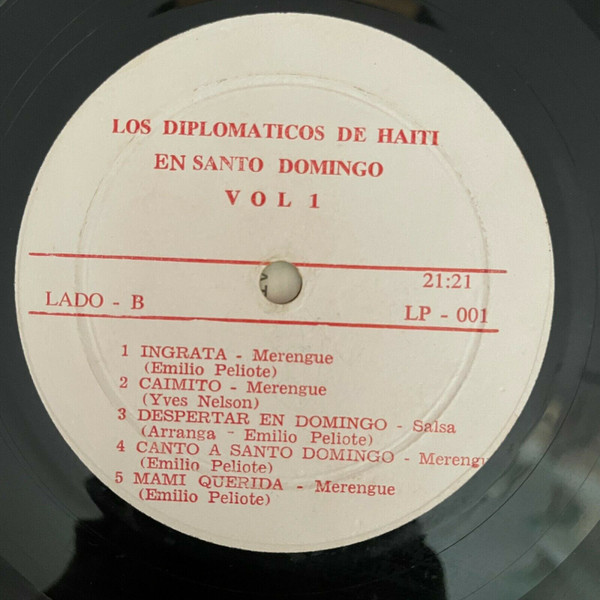 LOS DIPLOMATICOS DE HAITI
EN SANTO DOMINGO
VOL 1
21:21
LADO - B
LP - 001
1 INGRATA - Merengue
(Emilio Peliote)
2 CAIMITO - Merengue
(Yves Nelson)
3 DESPERTAR EN DOMINGO - Salsa
(Arranga - Emilio Peliote)
4 CANTO A SANTO DOMINGO - Mereng
(Emilio Peliote)
5 MAMI QUERIDA - Merengue
(Emilio Peliote)